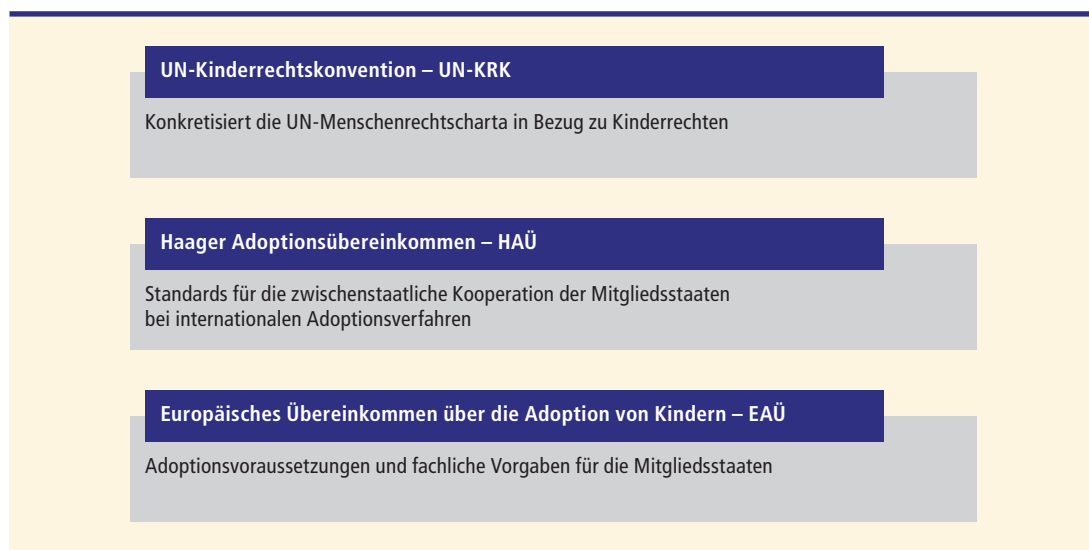 UN-Kinderrechtskonvention – UN-KRK
Konkretisiert die UN-Menschenrechtscharta in Bezug zu Kinderrechten
Haager Adoptionsübereinkommen – HAÜ
Standards für die zwischenstaatliche Kooperation der Mitgliedsstaaten
bei internationalen Adoptionsverfahren
Europäisches Übereinkommen über die Adoption von Kindern – EAÜ
Adoptionsvoraussetzungen und fachliche Vorgaben für die Mitgliedsstaaten